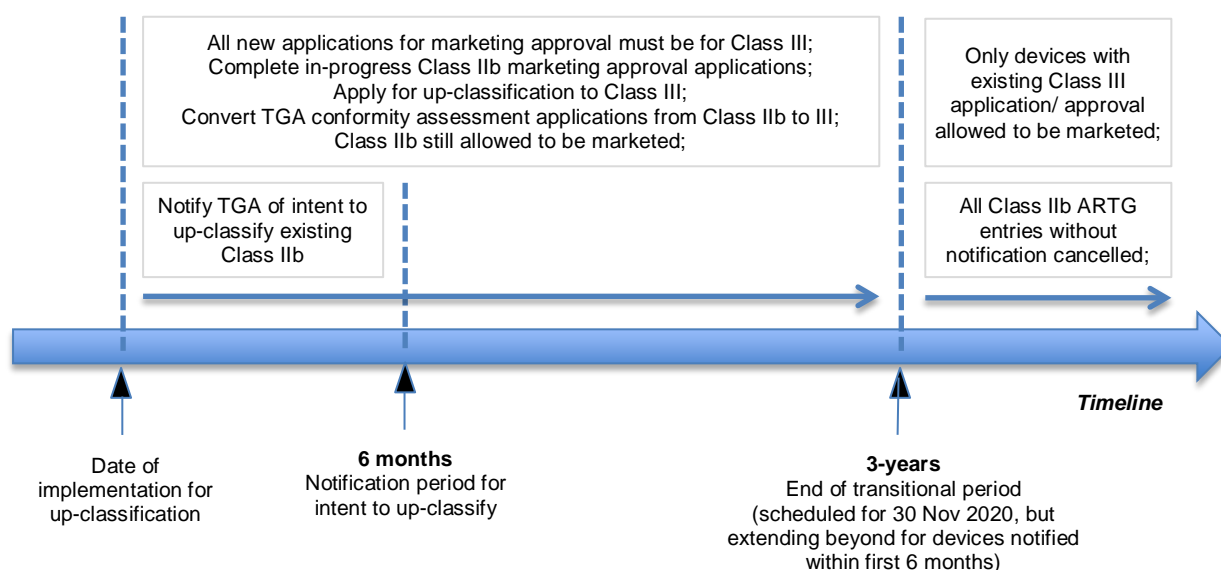 All new applications for marketing approval must be for Class III;
Complete in-progress Class IIb marketing approval applications;
Apply for up-classification to Class III;
Convert TGA conformity assessment applications from Class IIb to III;
Class IIb still allowed to be marketed;
Only devices with
existing Class III
application/ approval
allowed to be marketed;
Notify TGA of intent to
up-classify existing
Class IIb
All Class IIb ARTG
entries without
notification cancelled;
Timeline
Date of
implementation for
up-classification
6 months
Notification period for
intent to up-classify
3-years
End of transitional period
(scheduled for 30 Nov 2020, but
extending beyond for devices notified
within first 6 months)